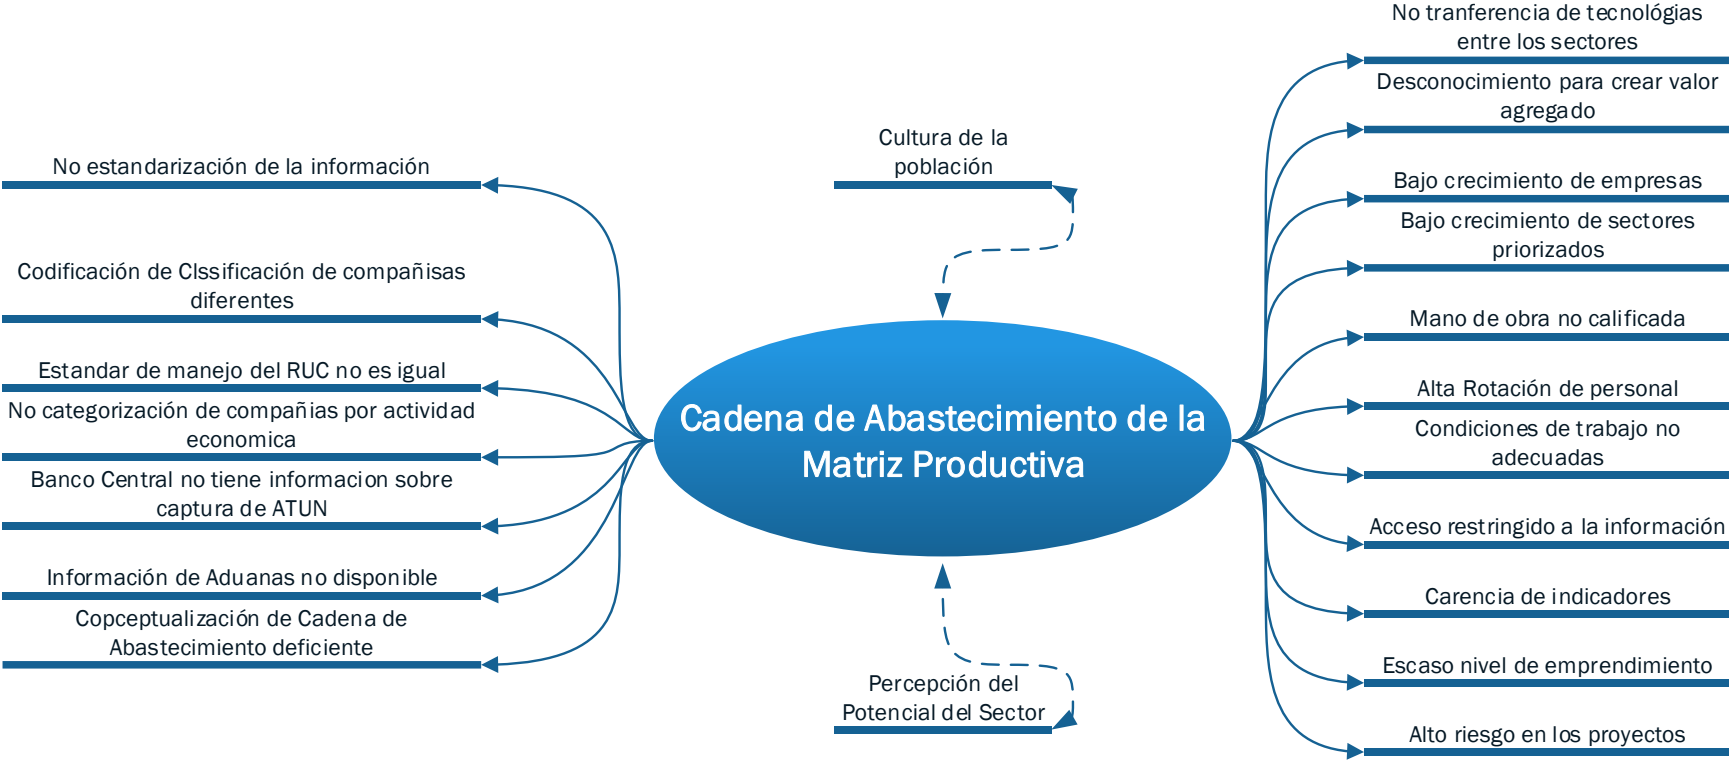 No estandarización de la información
Codificación de Clssificación de compañisas
diferentes
Estandar de manejo del RUC no es igual
No categorización de compañias por actividad
economica
Banco Central no tiene informacion sobre
captura de ATUN
Información de Aduanas no disponible
Copceptualización de Cadena de
Abastecimiento deficiente
Cultura de la
población
Cadena de Abastecimiento de la
Matriz Productiva
Percepción del
Potencial del Sector
No tranferencia de tecnológias
entre los sectores
Desconocimiento para crear valor
agregado
Bajo crecimiento de empresas
Bajo crecimiento de sectores
priorizados
Mano de obra no calificada
Alta Rotación de personal
Condiciones de trabajo no
adecuadas
Acceso restringido a la información
Carencia de indicadores
Escaso nivel de emprendimiento
Alto riesgo en los proyectos